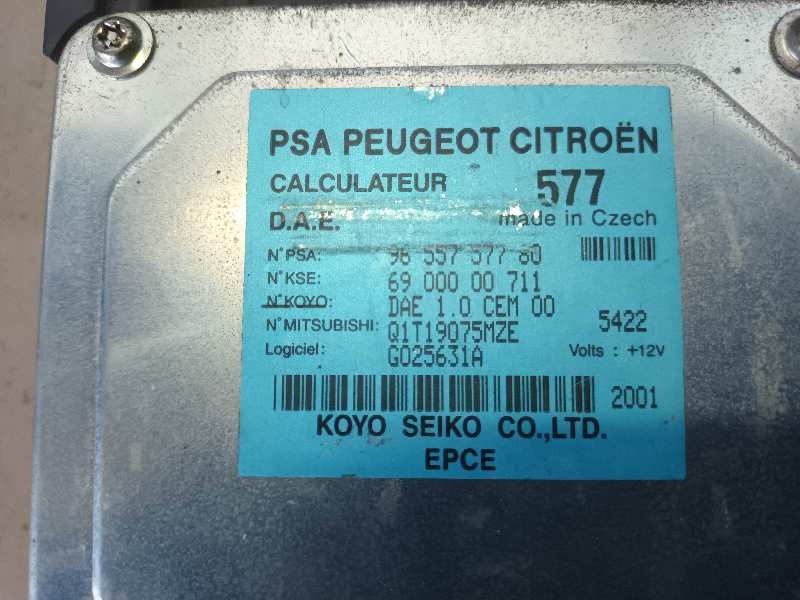 PSA PEUGEOT CITROËN
CALCULATEUR 577
D.A.E. made in Czech
N° PSA: 96 557 577 80
N° KSE: 69 000 00 711
N° KOYO: DAE 1.0 CEM 00
N° MITSUBISHI: Q1T19075MZE 5422
Logiciel: G025631A Volts : +12V
2001
KOYO SEIKO CO.,LTD.
EPCE